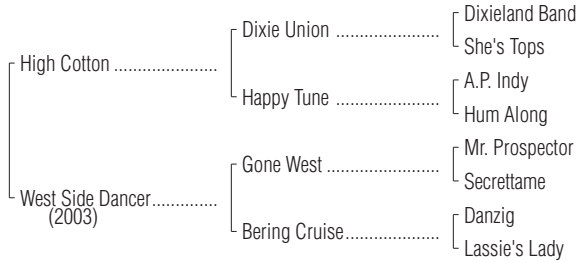 Dixieland Band
Dixie Union ......................
She's Tops
High Cotton ......................
A.P. Indy
Happy Tune ......................
Hum Along
Mr. Prospector
Gone West ........................
Secrettame
West Side Dancer..............
(2003)
Danzig
Bering Cruise....................
Lassie's Lady